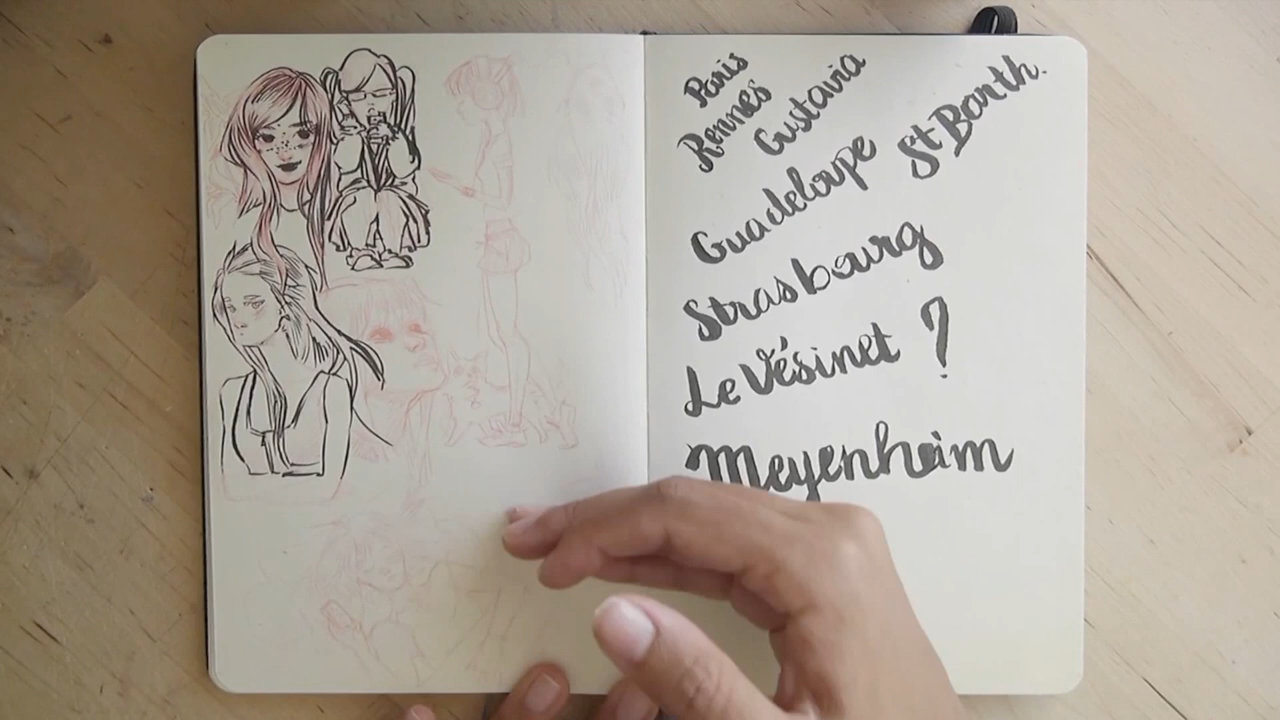 Paris
Rennes
Gustavia
Guadeloupe
St Barth.
Strasbourg
Le Vésinet ?
Meyenheim